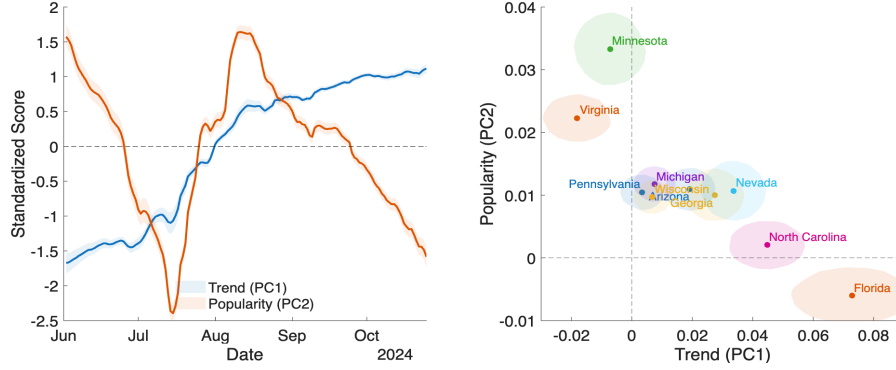 2
1.5
1
0.5
0
-0.5
-1
-1.5
-2
-2.5
Standardized Score
Trend (PC1)
Popularity (PC2)
Jun
Jul
Aug
Sep
Oct
Date
2024
0.04
0.03
0.02
0.01
0
-0.01
Popularity (PC2)
Minnesota
Virginia
Michigan
Pennsylvania
Wisconsin
Nevada
Arizona
Georgia
North Carolina
Florida
-0.02
0
0.02
0.04
0.06
0.08
Trend (PC1)